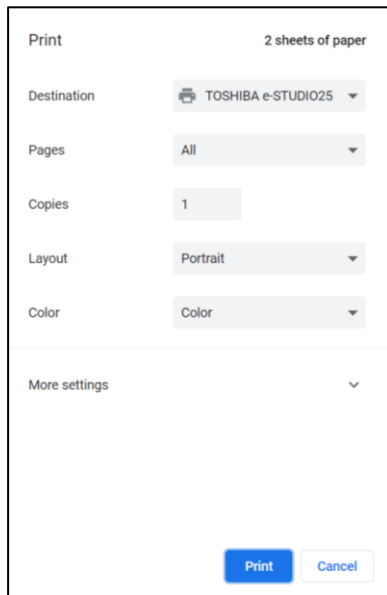 Print 2 sheets of paper
Destination TOSHIBA e-STUDIO25
Pages All
Copies 1
Layout Portrait
Color Color
More settings
Print Cancel